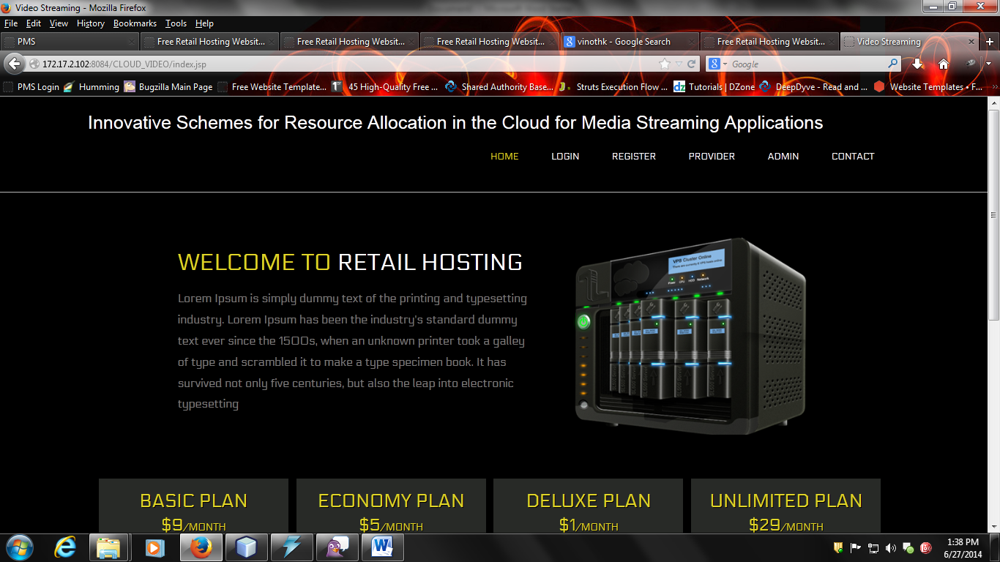 Video Streaming - Mozilla Firefox
File Edit View History Bookmarks Tools Help
PMS
Free Retail Hosting Websit...
Free Retail Hosting Websit...
Free Retail Hosting Websit...
vinothk - Google Search
Free Retail Hosting Websit...
Video Streaming
172.17.2.102:8084/CLOUD_VIDEO/index.jsp
Google
PMS Login
Humming
Bugzilla Main Page
Free Website Template...
45 High-Quality Free ...
Shared Authority Base...
Struts Execution Flow ...
Tutorials | DZone
DeepDyve - Read and ...
Website Templates • F...
Innovative Schemes for Resource Allocation in the Cloud for Media Streaming Applications
HOME LOGIN REGISTER PROVIDER ADMIN CONTACT
WELCOME TO RETAIL HOSTING
Lorem Ipsum is simply dummy text of the printing and typesetting
industry. Lorem Ipsum has been the industry's standard dummy
text ever since the 1500s, when an unknown printer took a galley
of type and scrambled it to make a type specimen book. It has
survived not only five centuries, but also the leap into electronic
typesetting
VPS Cluster Online
Power CPU HDD Network
BASIC PLAN
$9/MONTH
ECONOMY PLAN
$5/MONTH
DELUXE PLAN
$1/MONTH
UNLIMITED PLAN
$29/MONTH
1:38 PM
6/27/2014